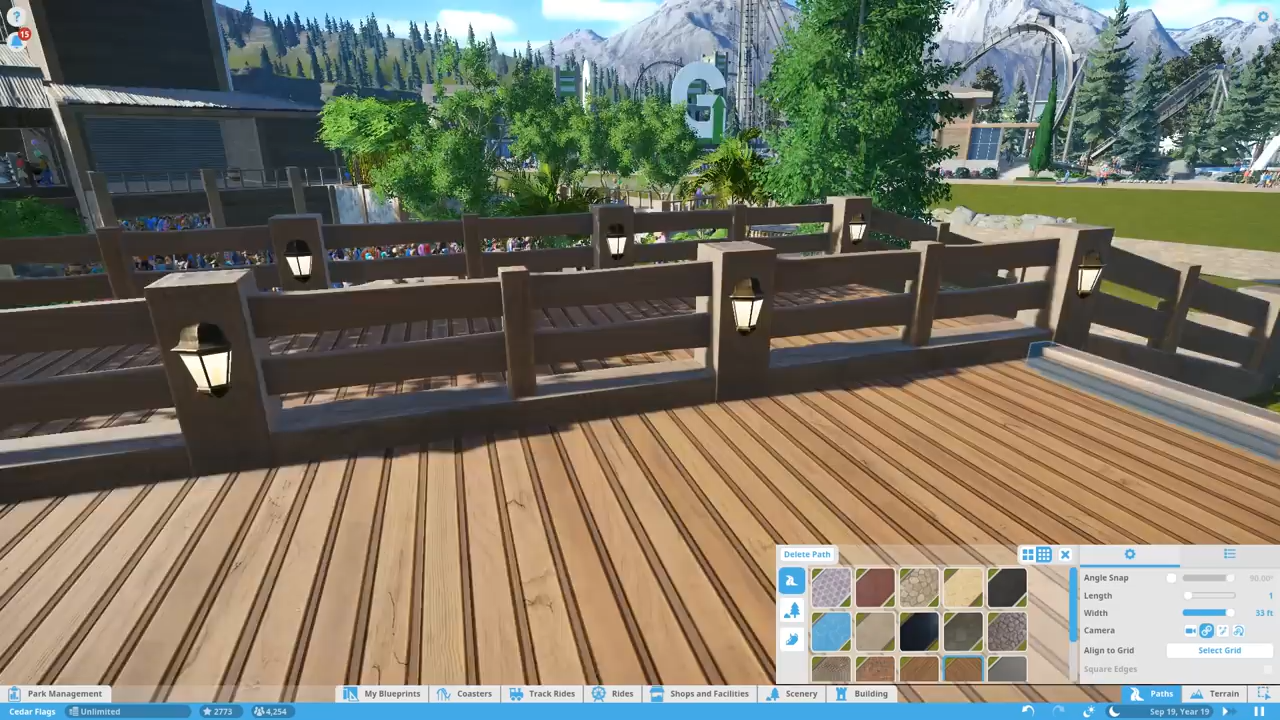 ?
15
G
Delete Path
Angle Snap 90.00°
Length 1
Width 33 ft
Camera
Align to Grid Select Grid
Square Edges
Park Management
My Blueprints
Coasters
Track Rides
Rides
Shops and Facilities
Scenery
Building
Paths
Terrain
Cedar Flags
Unlimited
2773
4,254
Sep 19, Year 19